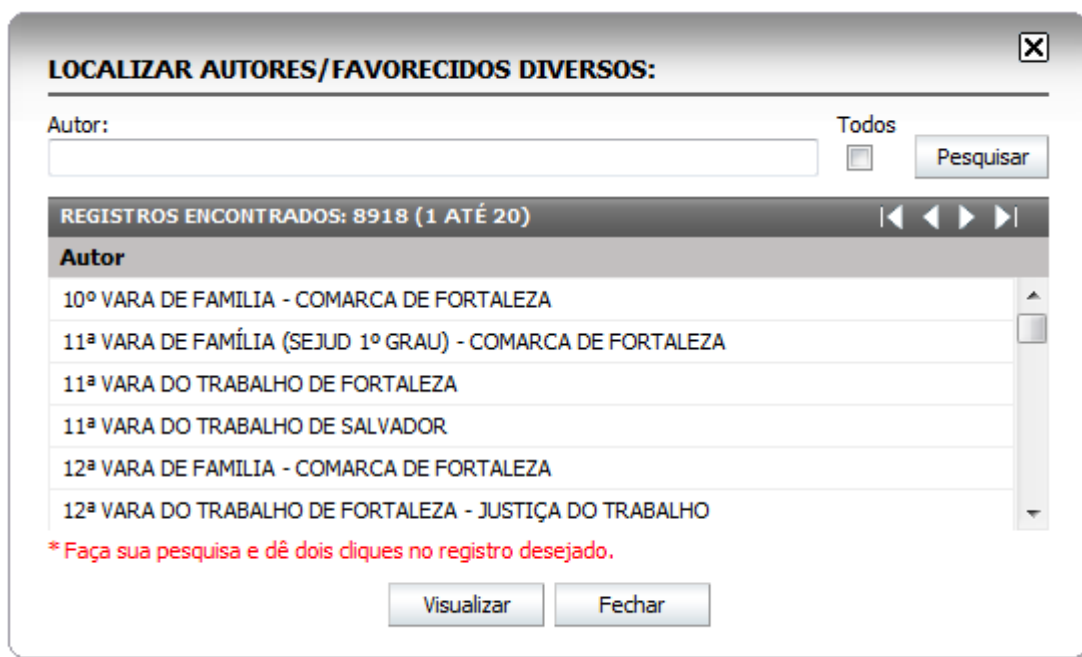 LOCALIZAR AUTORES/FAVORECIDOS DIVERSOS:
Autor:
Todos
Pesquisar
REGISTROS ENCONTRADOS: 8918 (1 ATÉ 20)
Autor
10º VARA DE FAMILIA - COMARCA DE FORTALEZA
11ª VARA DE FAMÍLIA (SEJUD 1º GRAU) - COMARCA DE FORTALEZA
11ª VARA DO TRABALHO DE FORTALEZA
11ª VARA DO TRABALHO DE SALVADOR
12ª VARA DE FAMILIA - COMARCA DE FORTALEZA
12ª VARA DO TRABALHO DE FORTALEZA - JUSTIÇA DO TRABALHO
* Faça sua pesquisa e dê dois cliques no registro desejado.
Visualizar
Fechar